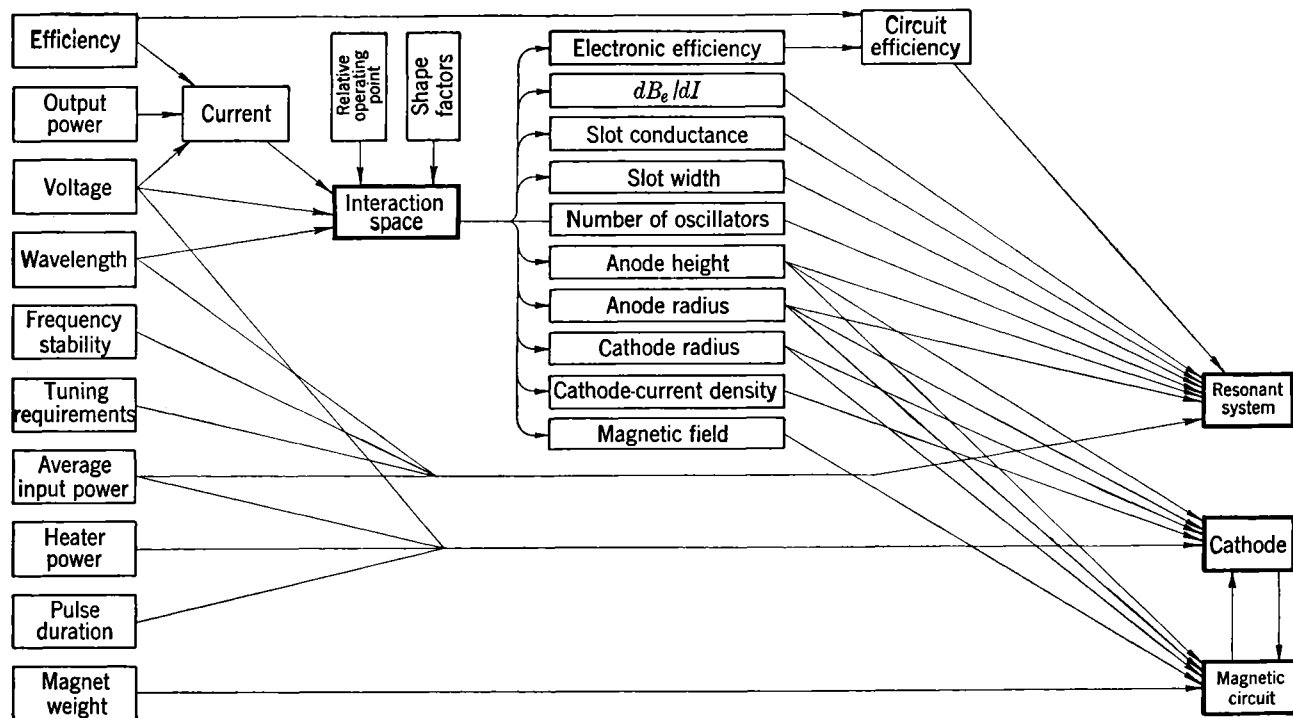 Efficiency
Output
power
Voltage
Wavelength
Frequency
stability
Tuning
requirements
Average
input power
Heater
power
Pulse
duration
Magnet
weight
Current
Relative
operating
point
Shape
factors
Interaction
space
Electronic efficiency
dBₑ/dI
Slot conductance
Slot width
Number of oscillators
Anode height
Anode radius
Cathode radius
Cathode-current density
Magnetic field
Circuit
efficiency
Resonant
system
Cathode
Magnetic
circuit